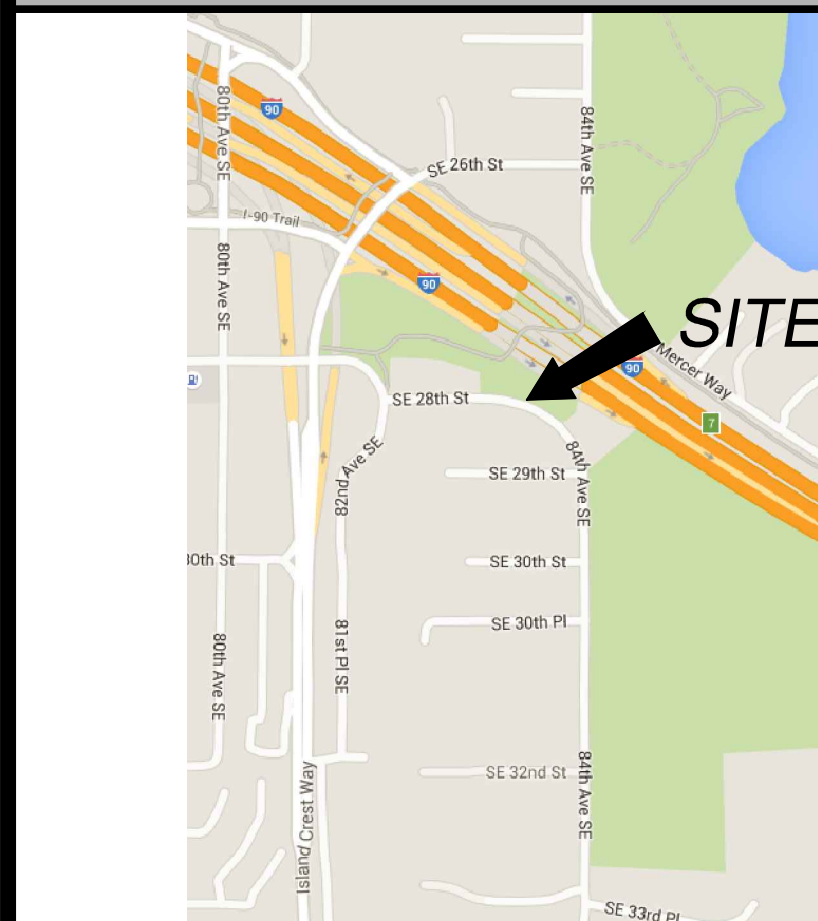 90
80th Ave SE
84th Ave SE
SE 26th St
I-90 Trail
80th Ave SE
90
SITE
Mercer Way
90
SE 28th St
7
82nd Ave SE
84th Ave SE
SE 29th St
30th St
SE 30th St
SE 30th Pl
81st Pl SE
80th Ave SE
SE 32nd St
84th Ave SE
Island Crest Way
SE 33rd Pl